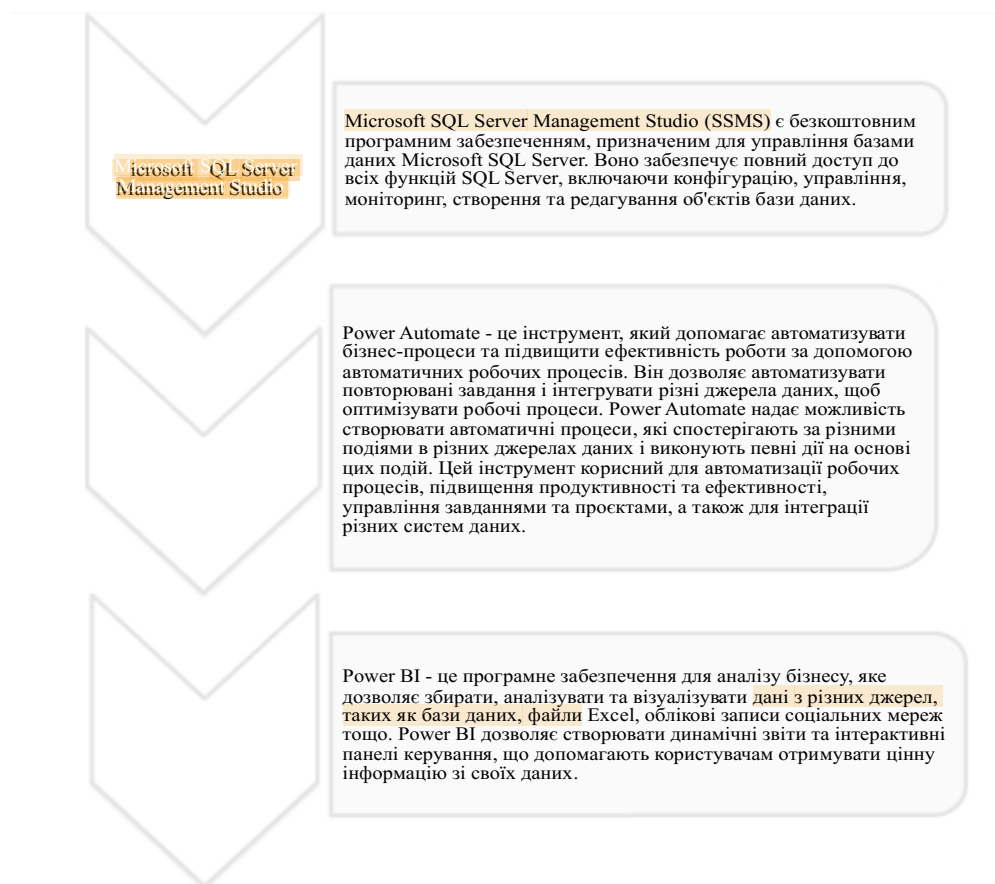 Microsoft SQL Server
Management Studio
Microsoft SQL Server Management Studio (SSMS) є безкоштовним
програмним забезпеченням, призначеним для управління базами
даних Microsoft SQL Server. Воно забезпечує повний доступ до
всіх функцій SQL Server, включаючи конфігурацію, управління,
моніторинг, створення та редагування об'єктів бази даних.
Power Automate - це інструмент, який допомагає автоматизувати
бізнес-процеси та підвищити ефективність роботи за допомогою
автоматичних робочих процесів. Він дозволяє автоматизувати
повторювані завдання і інтегрувати різні джерела даних, щоб
оптимізувати робочі процеси. Power Automate надає можливість
створювати автоматичні процеси, які спостерігають за різними
подіями в різних джерелах даних і виконують певні дії на основі
цих подій. Цей інструмент корисний для автоматизації робочих
процесів, підвищення продуктивності та ефективності,
управління завданнями та проєктами, а також для інтеграції
різних систем даних.
Power BI - це програмне забезпечення для аналізу бізнесу, яке
дозволяє збирати, аналізувати та візуалізувати дані з різних джерел,
таких як бази даних, файли Excel, облікові записи соціальних мереж
тощо. Power BI дозволяє створювати динамічні звіти та інтерактивні
панелі керування, що допомагають користувачам отримувати цінну
інформацію зі своїх даних.